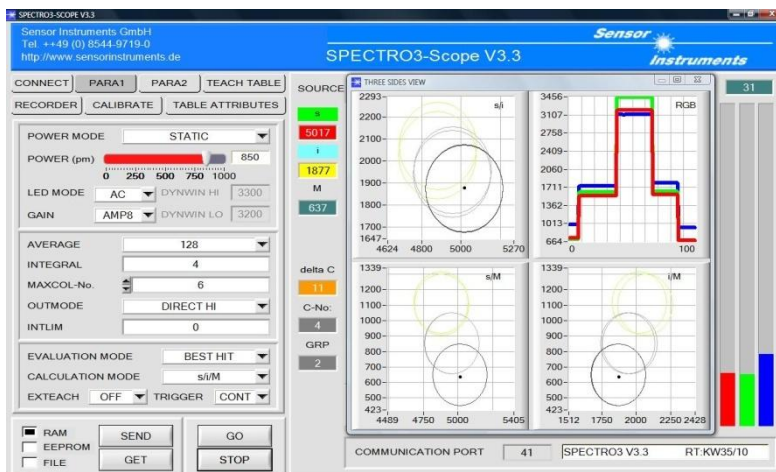 SPECTRO3-SCOPE V3.3
Sensor Instruments GmbH
Tel. ++49 (0) 8544-9719-0
http://www.sensorinstruments.de
SPECTRO3-Scope V3.3
Sensor
Instruments
CONNECT PARA1 PARA2 TEACH TABLE
RECORDER CALIBRATE TABLE ATTRIBUTES
POWER MODE STATIC
POWER (pm) 850
0 250 500 750 1000
LED MODE AC DYNWIN HI 3300
GAIN AMP8 DYNWIN LO 3200
AVERAGE 128
INTEGRAL 4
MAXCOL-No. 6
OUTMODE DIRECT HI
INTLIM 0
EVALUATION MODE BEST HIT
CALCULATION MODE s/i/M
EXTEACH OFF TRIGGER CONT
RAM
EEPROM
FILE
SEND GO
GET STOP
SOURCE
s
5017
i
1877
M
637
delta C
11
C-No:
4
GRP
2
THREE SIDES VIEW
s/i
2293-
2200-
2100-
2000-
1900-
1800-
1700-
1647-
4624 4800 5000 5270
RGB
3456-
3107-
2758-
2409-
2060-
1711-
1362-
1013-
664-
0 100
s/M
1339-
1200-
1100-
1000-
900-
800-
700-
600-
500-
423-
4489 4750 5000 5405
i/M
1339-
1200-
1100-
1000-
900-
800-
700-
600-
500-
423-
1512 1750 2000 2250 2428
31
COMMUNICATION PORT 41 SPECTRO3 V3.3 RT:KW35/10